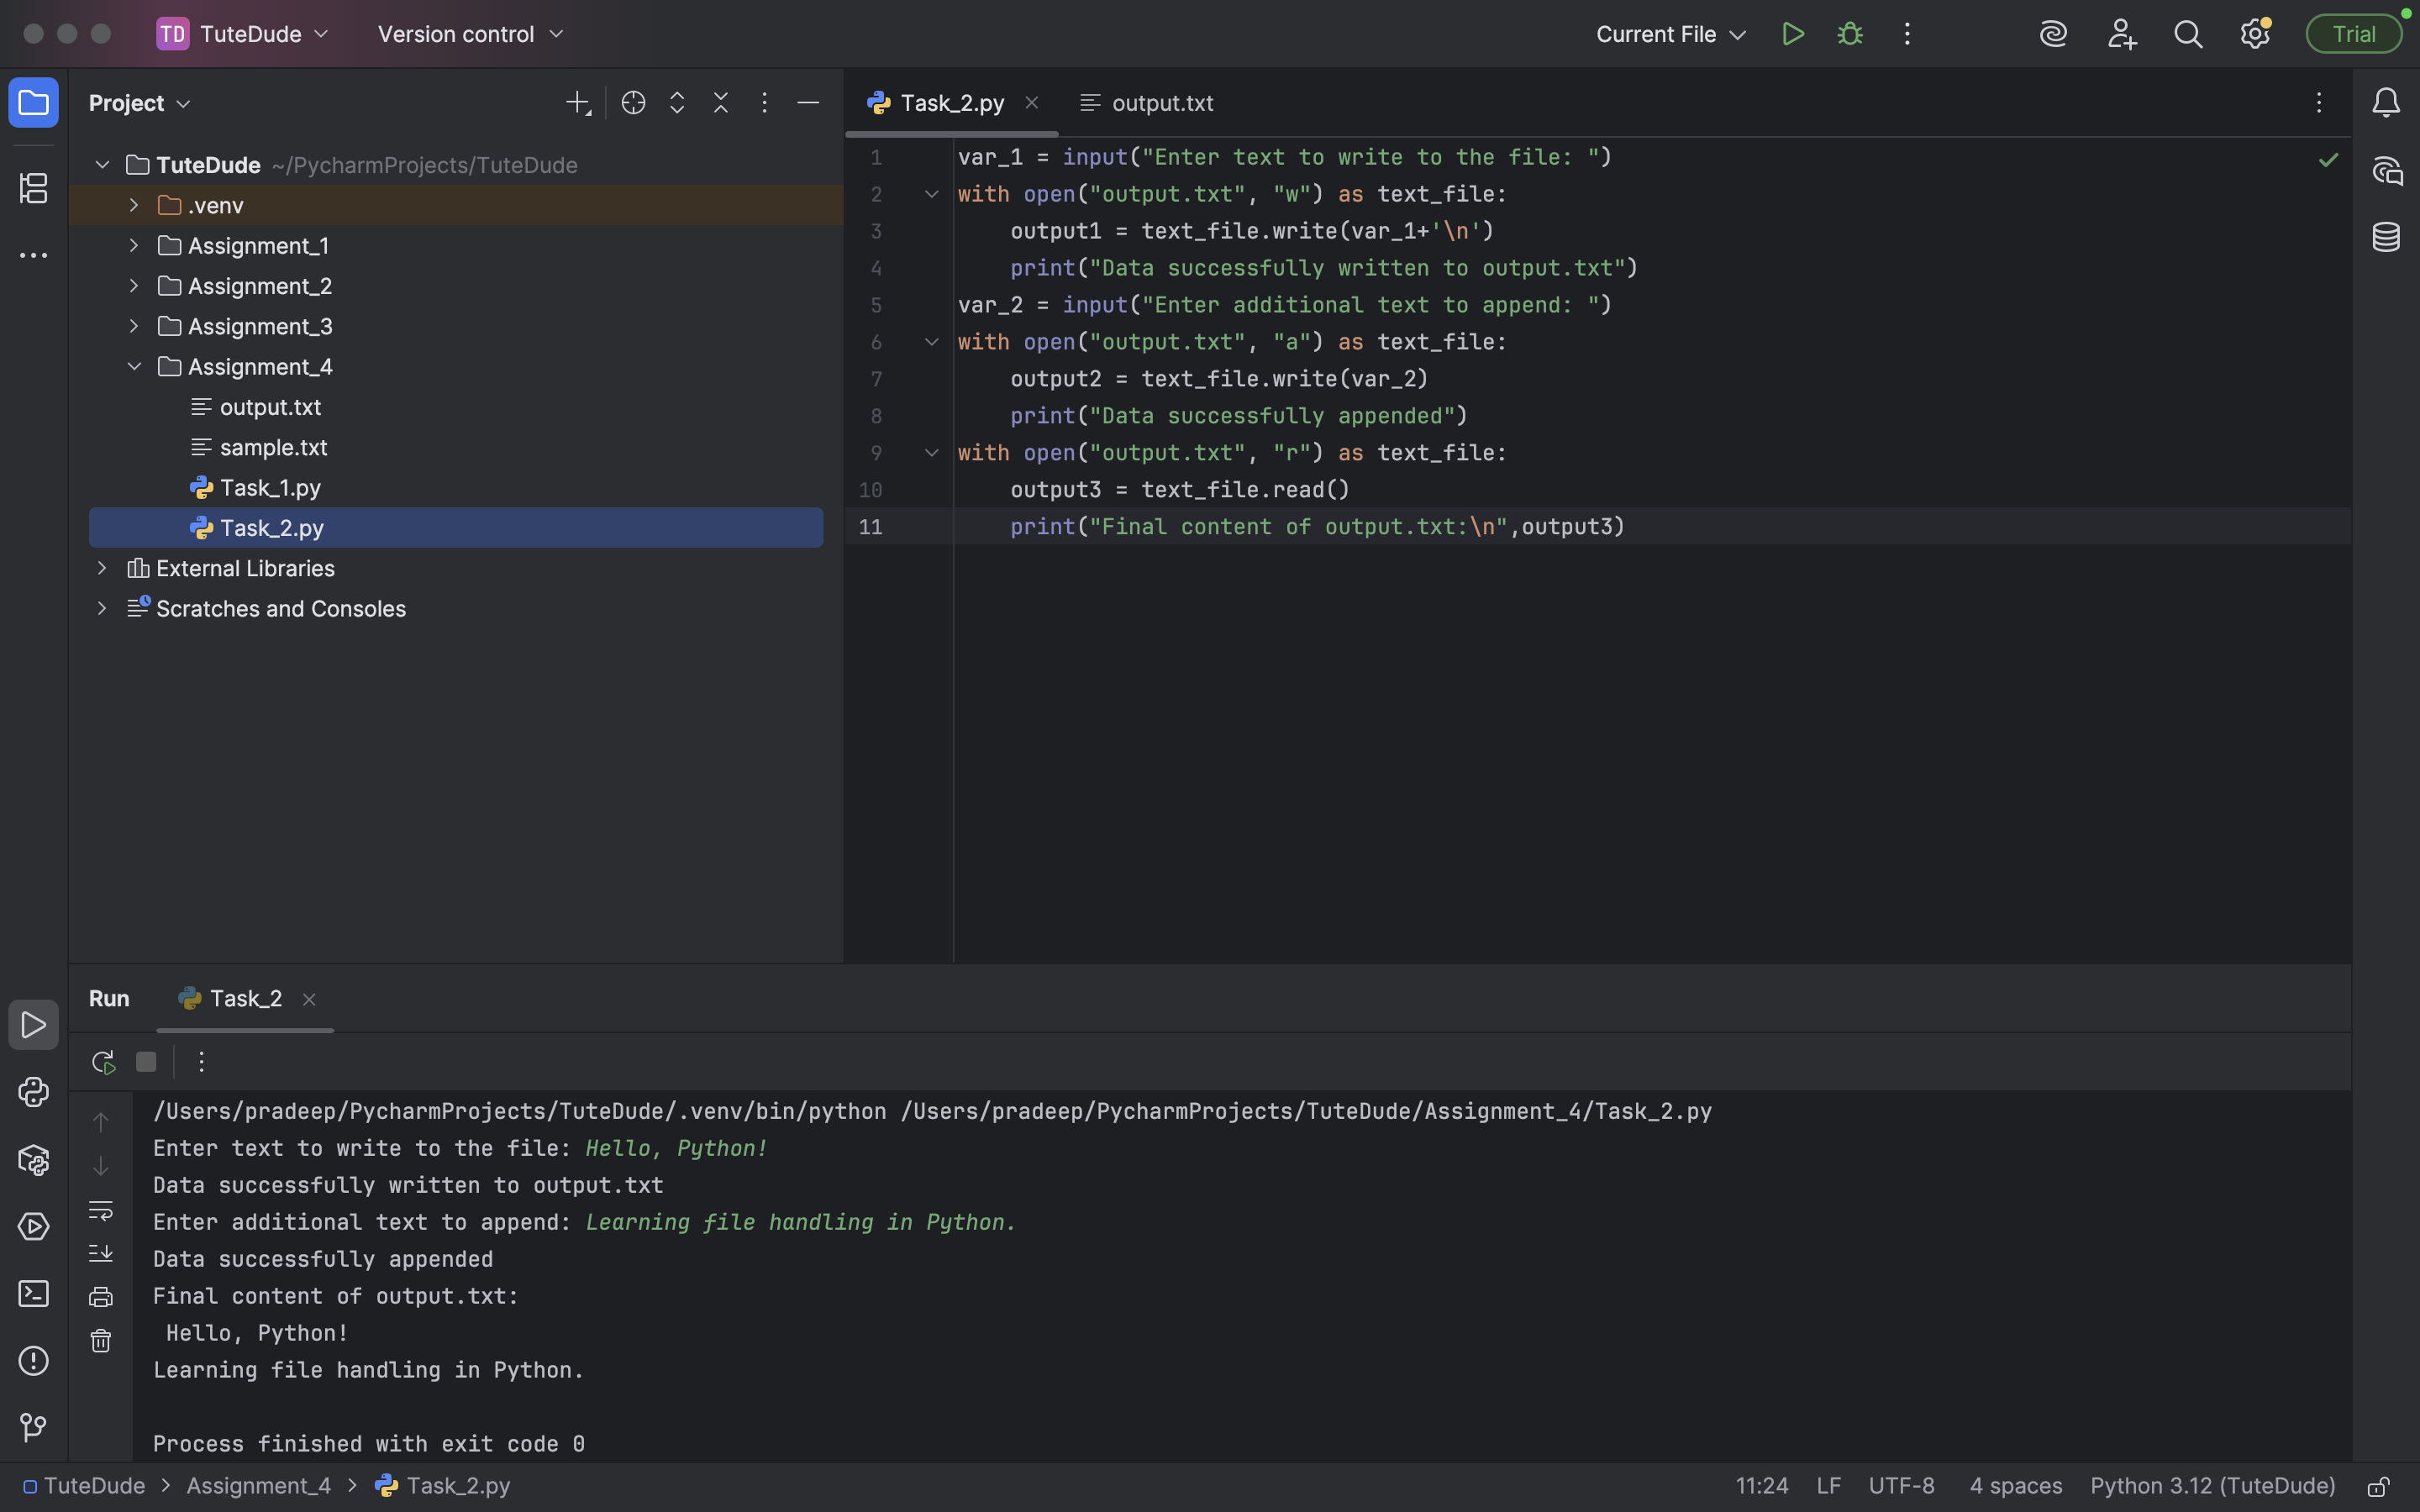 TD TuteDude Version control Current File Trial
Project
Task_2.py output.txt
TuteDude ~/PycharmProjects/TuteDude
.venv
Assignment_1
Assignment_2
Assignment_3
Assignment_4
output.txt
sample.txt
Task_1.py
Task_2.py
External Libraries
Scratches and Consoles
1 var_1 = input("Enter text to write to the file: ")
2 with open("output.txt", "w") as text_file:
3     output1 = text_file.write(var_1+'\n')
4     print("Data successfully written to output.txt")
5 var_2 = input("Enter additional text to append: ")
6 with open("output.txt", "a") as text_file:
7     output2 = text_file.write(var_2)
8     print("Data successfully appended")
9 with open("output.txt", "r") as text_file:
10     output3 = text_file.read()
11     print("Final content of output.txt:\n",output3)
Run Task_2
/Users/pradeep/PycharmProjects/TuteDude/.venv/bin/python /Users/pradeep/PycharmProjects/TuteDude/Assignment_4/Task_2.py
Enter text to write to the file: Hello, Python!
Data successfully written to output.txt
Enter additional text to append: Learning file handling in Python.
Data successfully appended
Final content of output.txt:
 Hello, Python!
Learning file handling in Python.
Process finished with exit code 0
TuteDude > Assignment_4 > Task_2.py 11:24 LF UTF-8 4 spaces Python 3.12 (TuteDude)